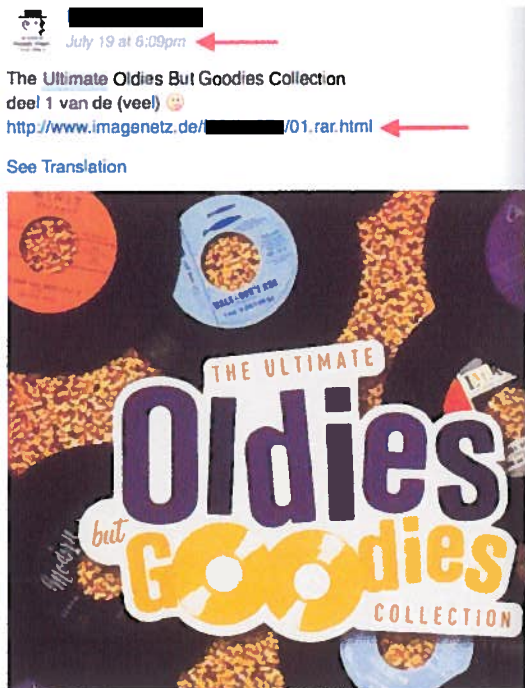 July 19 at 6:09pm
The Ultimate Oldies But Goodies Collection
deel 1 van de (veel)
http://www.imagenetz.de/f /01.rar.html
See Translation
THE ULTIMATE
Oldies
but
GOOdies
COLLECTION
Modern